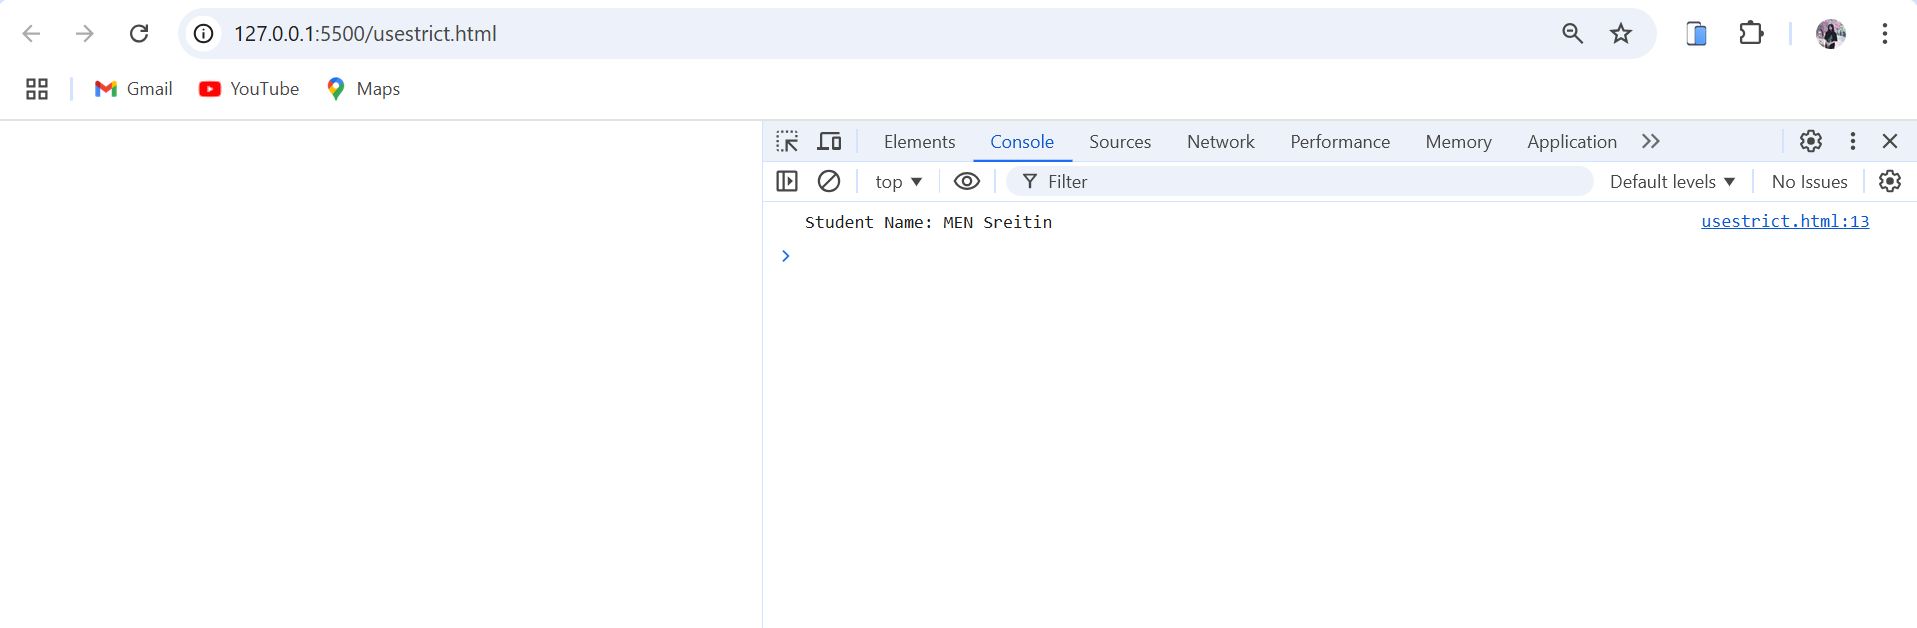 127.0.0.1:5500/usestrict.html
Gmail YouTube Maps
Elements Console Sources Network Performance Memory Application
top Filter Default levels No Issues
Student Name: MEN Sreitin usestrict.html:13